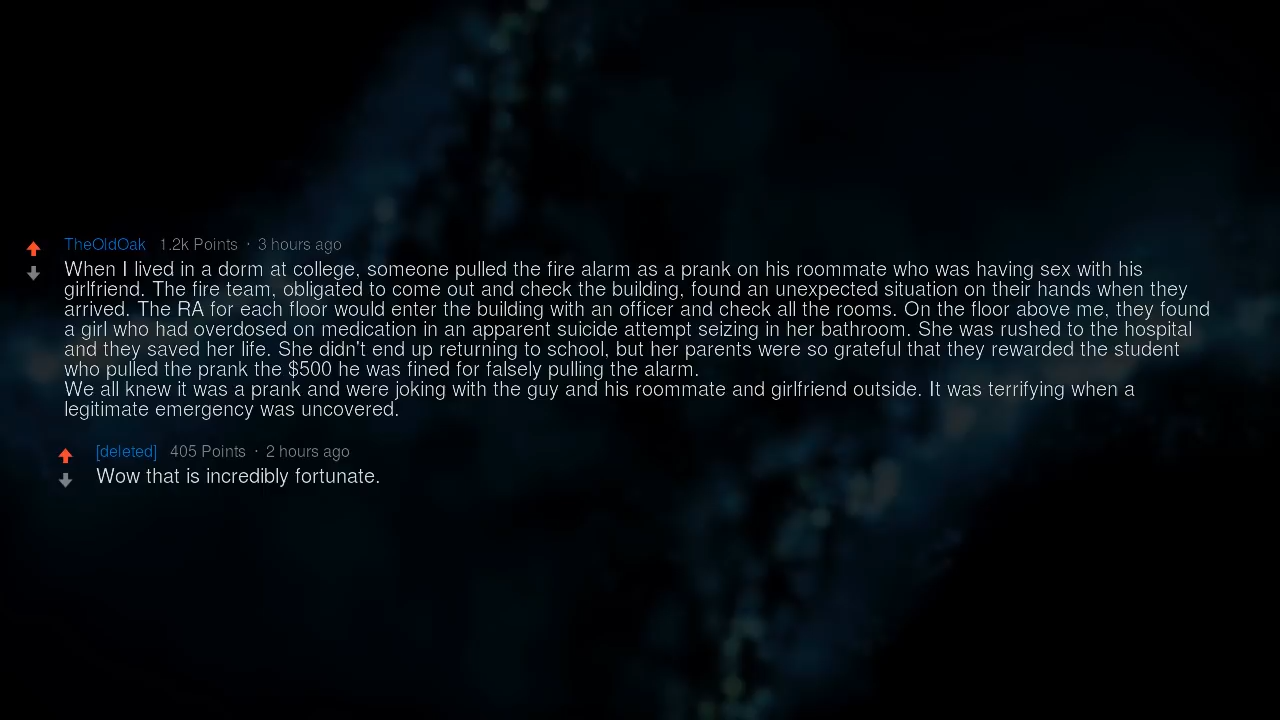 TheOldOak 1.2k Points · 3 hours ago
When I lived in a dorm at college, someone pulled the fire alarm as a prank on his roommate who was having sex with his
girlfriend. The fire team, obligated to come out and check the building, found an unexpected situation on their hands when they
arrived. The RA for each floor would enter the building with an officer and check all the rooms. On the floor above me, they found
a girl who had overdosed on medication in an apparent suicide attempt seizing in her bathroom. She was rushed to the hospital
and they saved her life. She didn't end up returning to school, but her parents were so grateful that they rewarded the student
who pulled the prank the $500 he was fined for falsely pulling the alarm.
We all knew it was a prank and were joking with the guy and his roommate and girlfriend outside. It was terrifying when a
legitimate emergency was uncovered.
[deleted] 405 Points · 2 hours ago
Wow that is incredibly fortunate.